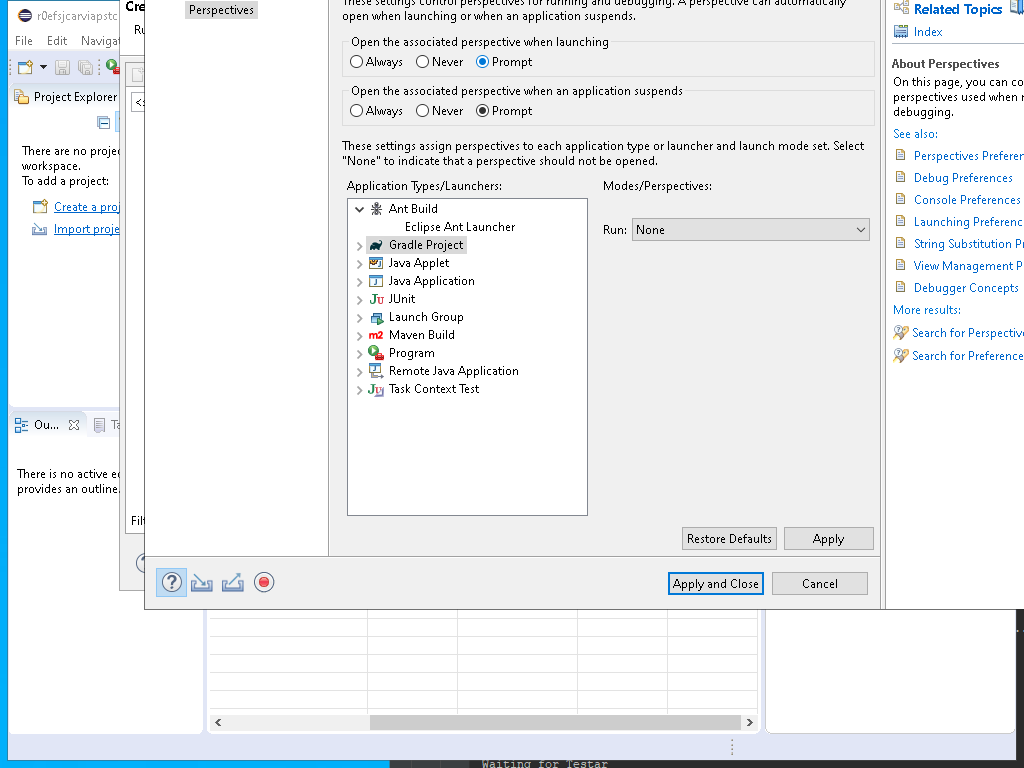 r0efsjcarviapstc
File Edit Navigat
Project Explorer
There are no proje
workspace.
To add a project:
Create a proj
Import proje
Ou...
Ta
There is no active ed
provides an outline.
Cre
Ru
Filt
Perspectives
These settings control perspectives for running and debugging. A perspective can automatically
open when launching or when an application suspends.
Open the associated perspective when launching
Always Never Prompt
Open the associated perspective when an application suspends
Always Never Prompt
These settings assign perspectives to each application type or launcher and launch mode set. Select
"None" to indicate that a perspective should not be opened.
Application Types/Launchers:
Modes/Perspectives:
Ant Build
Eclipse Ant Launcher
Gradle Project
Java Applet
Java Application
JUnit
Launch Group
Maven Build
Program
Remote Java Application
Task Context Test
Run: None
Restore Defaults Apply
Apply and Close Cancel
Related Topics
Index
About Perspectives
On this page, you can co
perspectives used when r
debugging.
See also:
Perspectives Preferen
Debug Preferences
Console Preferences
Launching Preferenc
String Substitution P
View Management P
Debugger Concepts
More results:
Search for Perspective
Search for Preference
Waiting for Testar